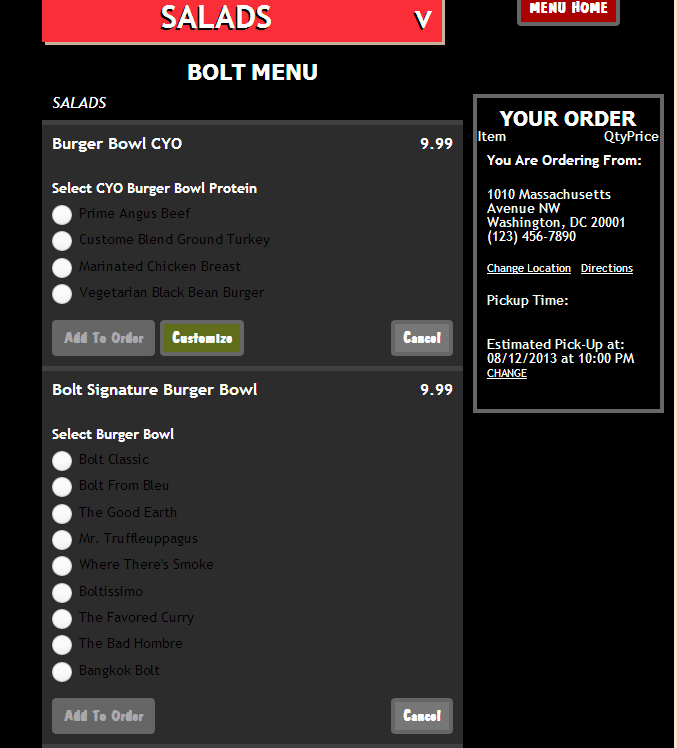 SALADS V
MENU HOME
BOLT MENU
SALADS
Burger Bowl CYO 9.99
Select CYO Burger Bowl Protein
Prime Angus Beef
Custome Blend Ground Turkey
Marinated Chicken Breast
Vegetarian Black Bean Burger
Add To Order Customize Cancel
Bolt Signature Burger Bowl 9.99
Select Burger Bowl
Bolt Classic
Bolt From Bleu
The Good Earth
Mr. Truffleuppagus
Where There's Smoke
Boltissimo
The Favored Curry
The Bad Hombre
Bangkok Bolt
Add To Order Cancel
YOUR ORDER
Item QtyPrice
You Are Ordering From:
1010 Massachusetts
Avenue NW
Washington, DC 20001
(123) 456-7890
Change Location Directions
Pickup Time:
Estimated Pick-Up at:
08/12/2013 at 10:00 PM
CHANGE